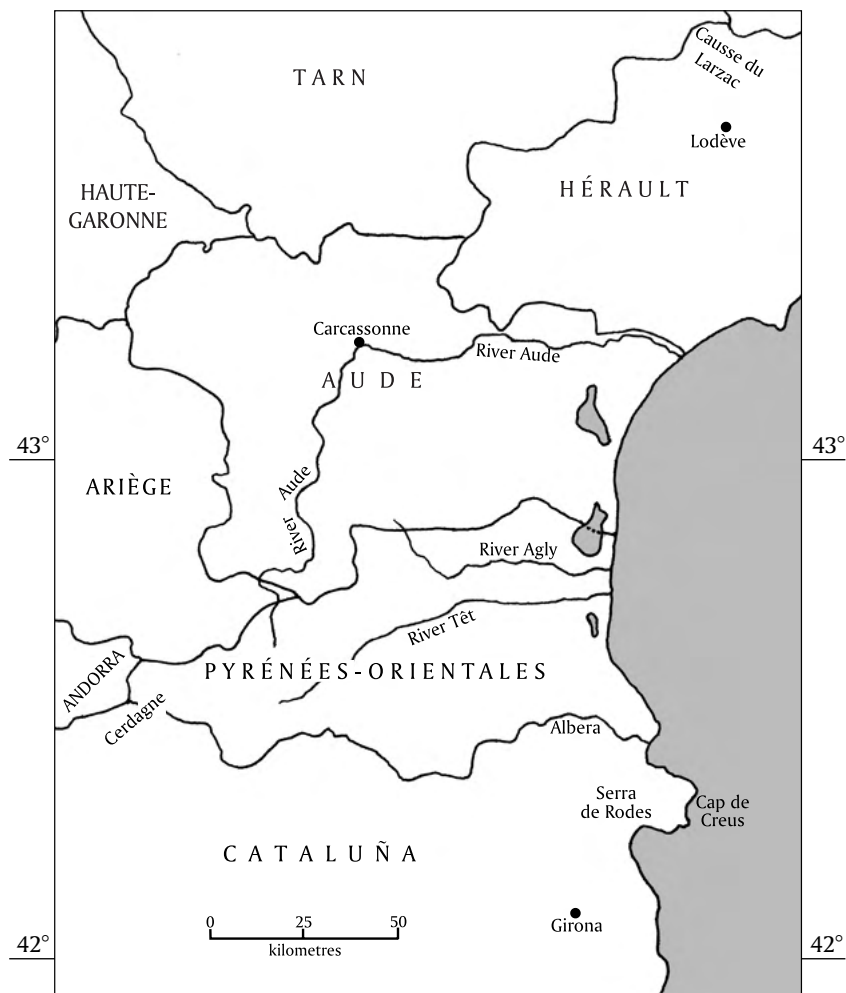 TARN
Causse du
Larzac
Lodève
HAUTE-
GARONNE
HÉRAULT
Carcassonne
River Aude
AUDE
43°
43°
ARIÈGE
River Aude
River Agly
River Têt
ANDORRA
PYRÉNÉES-ORIENTALES
Cerdagne
Albera
Serra
de Rodes
Cap de
Creus
CATALUÑA
0 25 50
kilometres
Girona
42°
42°